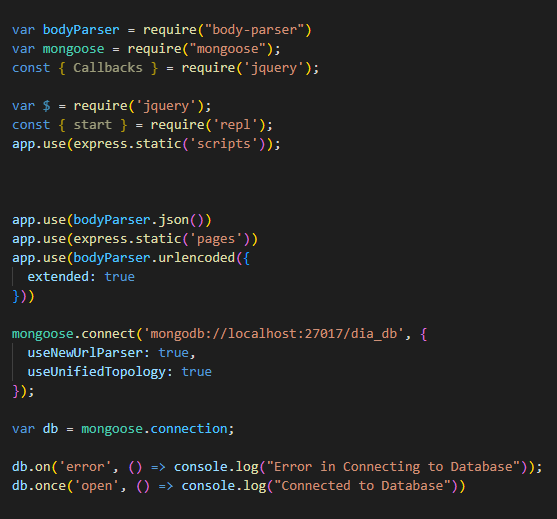 var bodyParser = require("body-parser")
var mongoose = require("mongoose");
const { Callbacks } = require('jquery');
var $ = require('jquery');
const { start } = require('repl');
app.use(express.static('scripts'));
app.use(bodyParser.json())
app.use(express.static('pages'))
app.use(bodyParser.urlencoded({
  extended: true
}))
mongoose.connect('mongodb://localhost:27017/dia_db', {
  useNewUrlParser: true,
  useUnifiedTopology: true
});
var db = mongoose.connection;
db.on('error', () => console.log("Error in Connecting to Database"));
db.once('open', () => console.log("Connected to Database"))